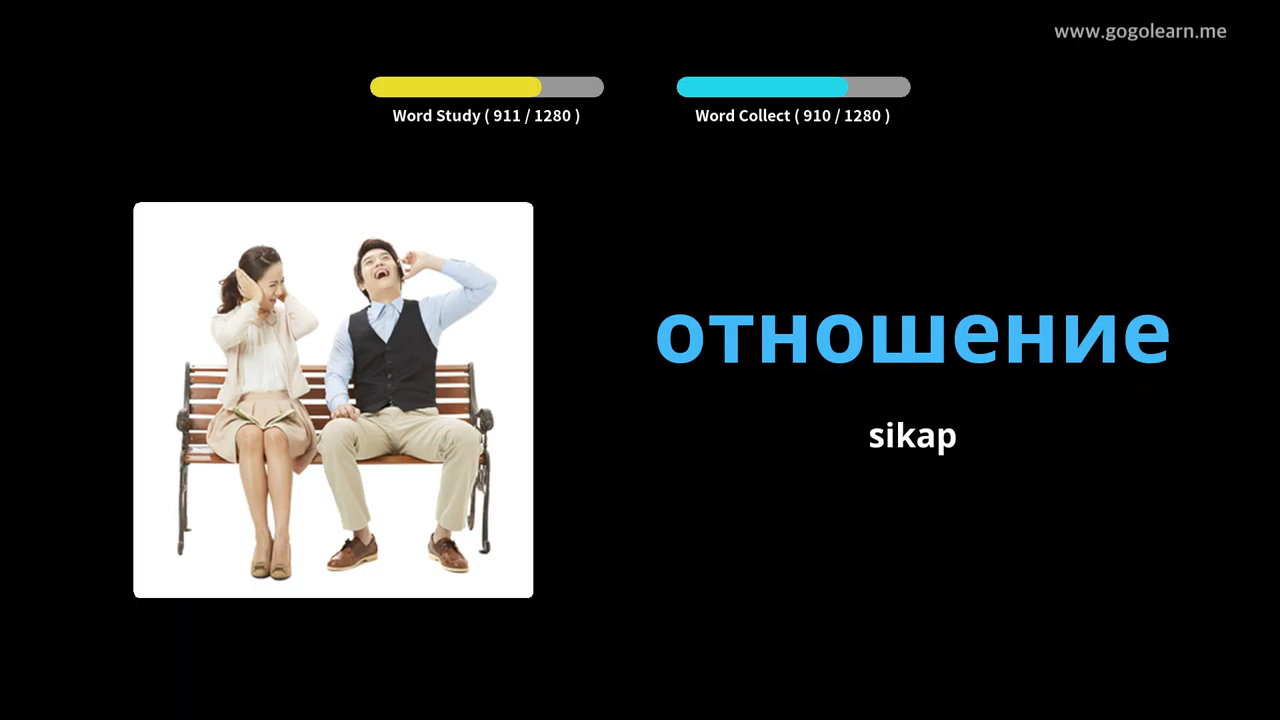 www.gogolearn.me
Word Study ( 911 / 1280 )
Word Collect ( 910 / 1280 )
отношение
sikap